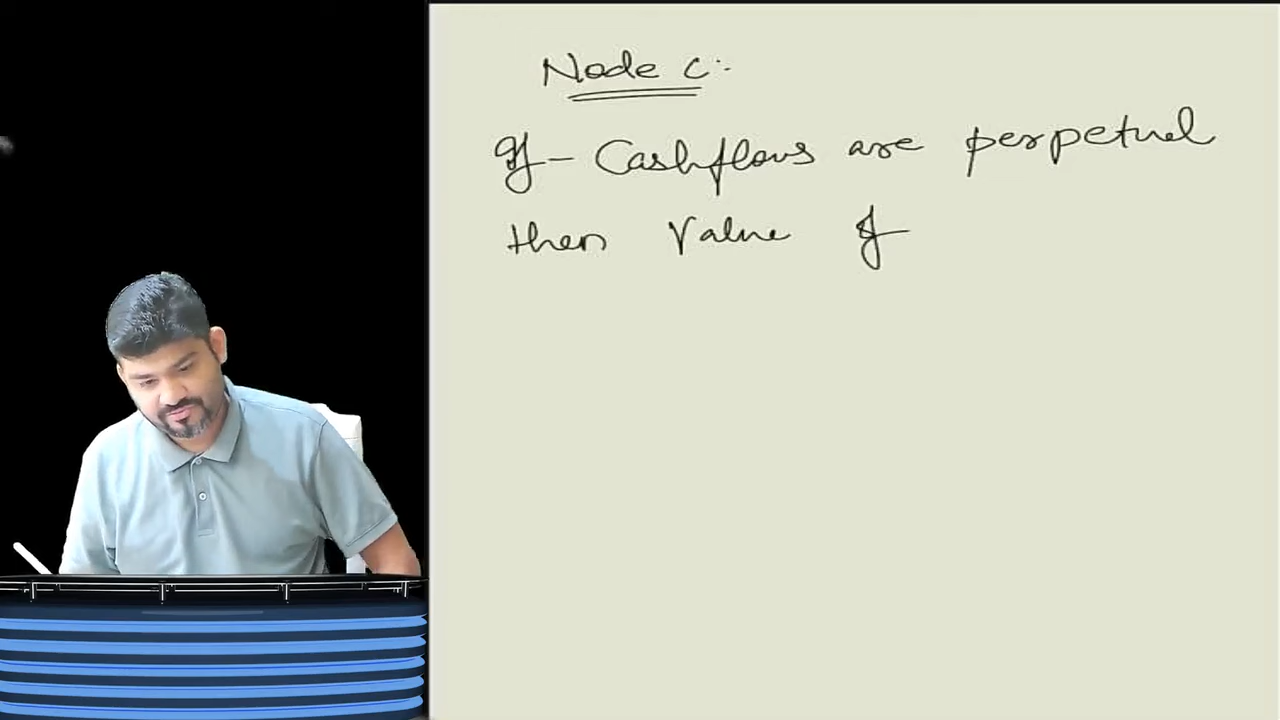 Node C:-
If Cashflows are perpetual
then Value of